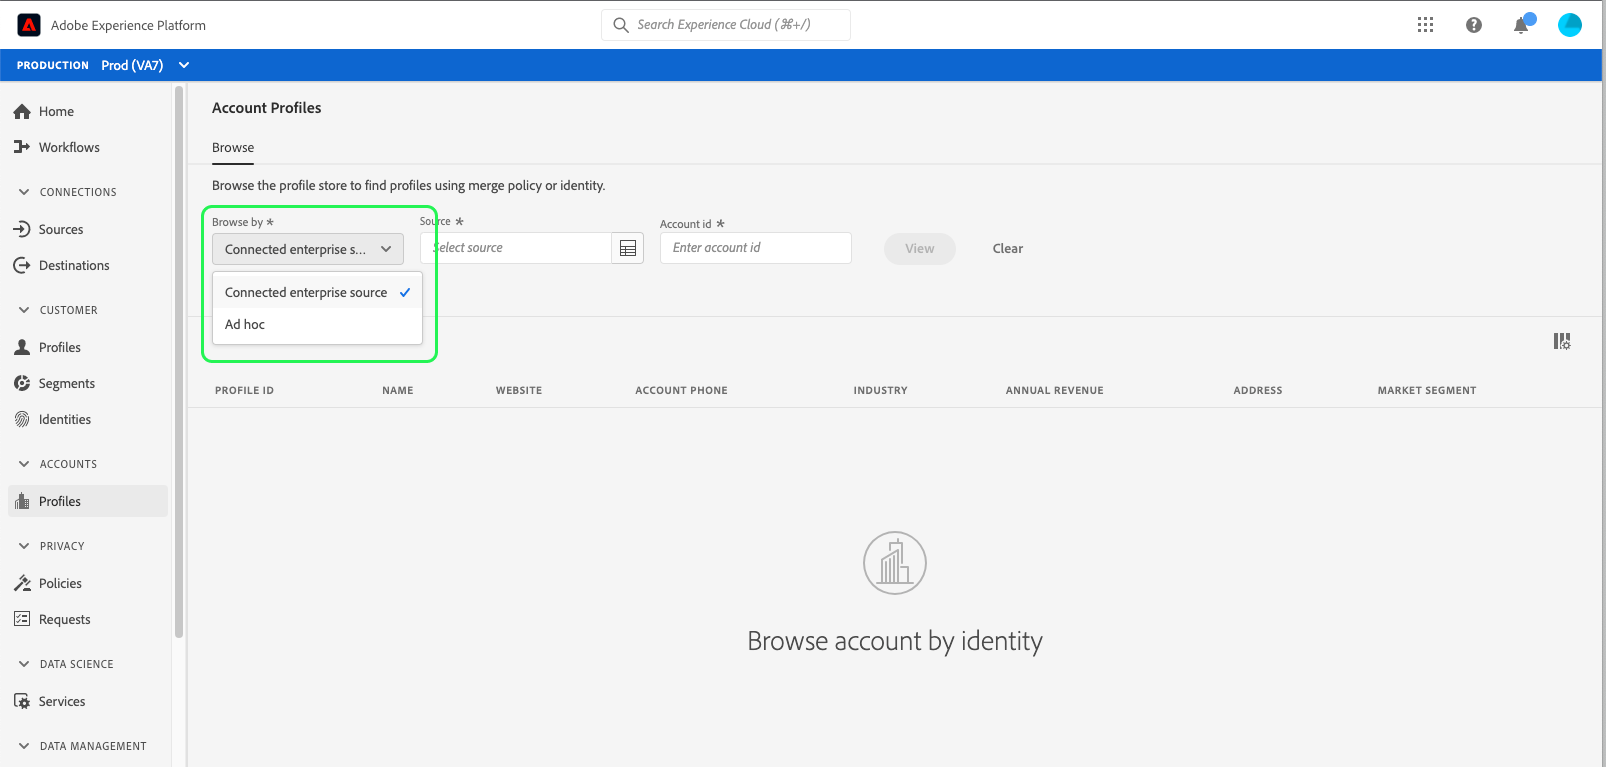 Adobe Experience Platform
Search Experience Cloud (⌘+/)
PRODUCTION Prod (VA7)
Home
Workflows
CONNECTIONS
Sources
Destinations
CUSTOMER
Profiles
Segments
Identities
ACCOUNTS
Profiles
PRIVACY
Policies
Requests
DATA SCIENCE
Services
DATA MANAGEMENT
Account Profiles
Browse
Browse the profile store to find profiles using merge policy or identity.
Browse by * Source * Account id *
Connected enterprise s... Select source Enter account id View Clear
Connected enterprise source
Ad hoc
PROFILE ID NAME WEBSITE ACCOUNT PHONE INDUSTRY ANNUAL REVENUE ADDRESS MARKET SEGMENT
Browse account by identity